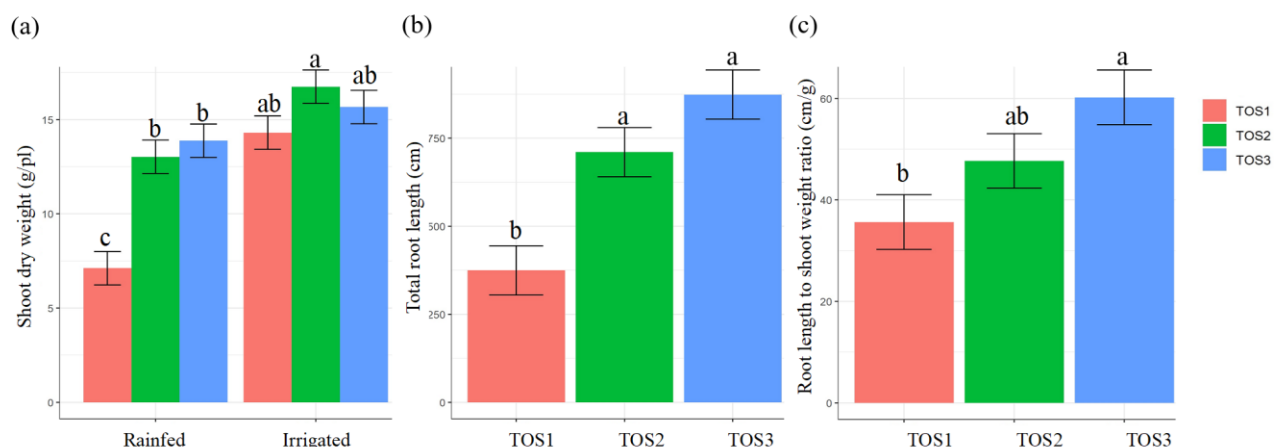 (a)
Shoot dry weight (g/pl)
15
10
5
0
c
b
b
ab
a
ab
Rainfed
Irrigated
(b)
Total root length (cm)
750
500
250
0
b
a
a
TOS1
TOS2
TOS3
(c)
Root length to shoot weight ratio (cm/g)
60
40
20
0
b
ab
a
TOS1
TOS2
TOS3
TOS1
TOS2
TOS3